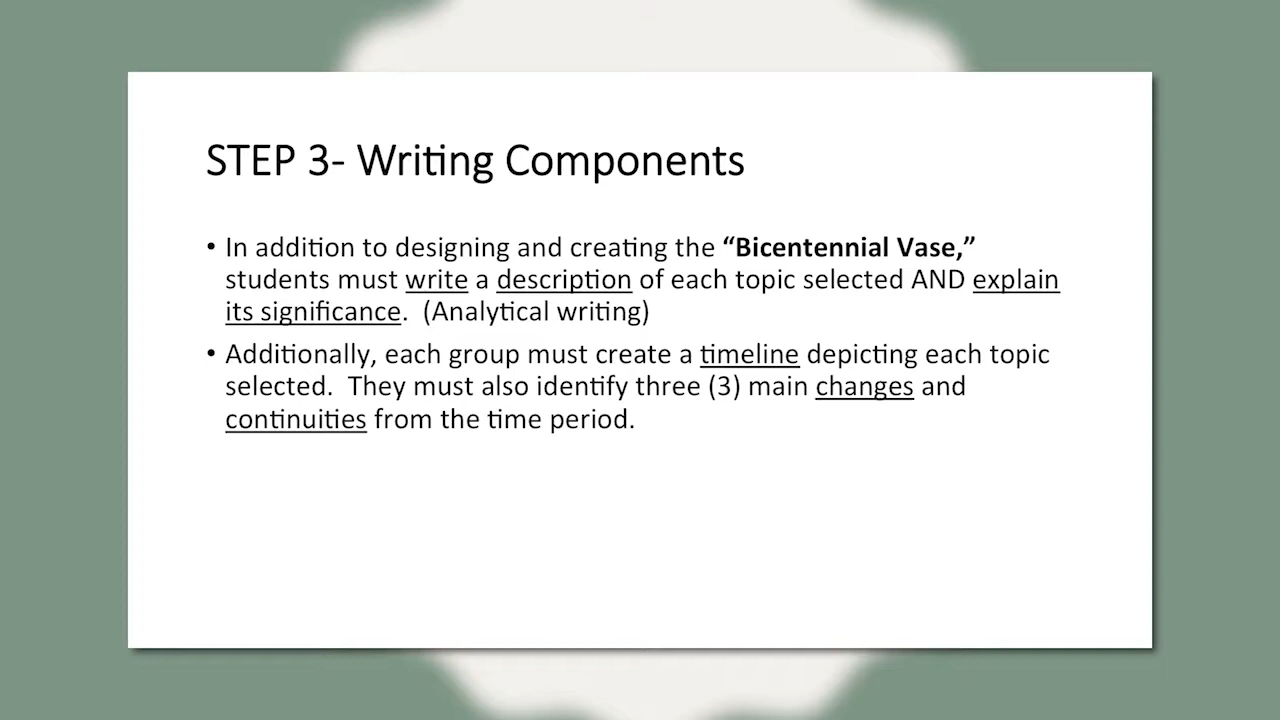 STEP 3- Writing Components
• In addition to designing and creating the “Bicentennial Vase,”
students must write a description of each topic selected AND explain
its significance.  (Analytical writing)
• Additionally, each group must create a timeline depicting each topic
selected.  They must also identify three (3) main changes and
continuities from the time period.